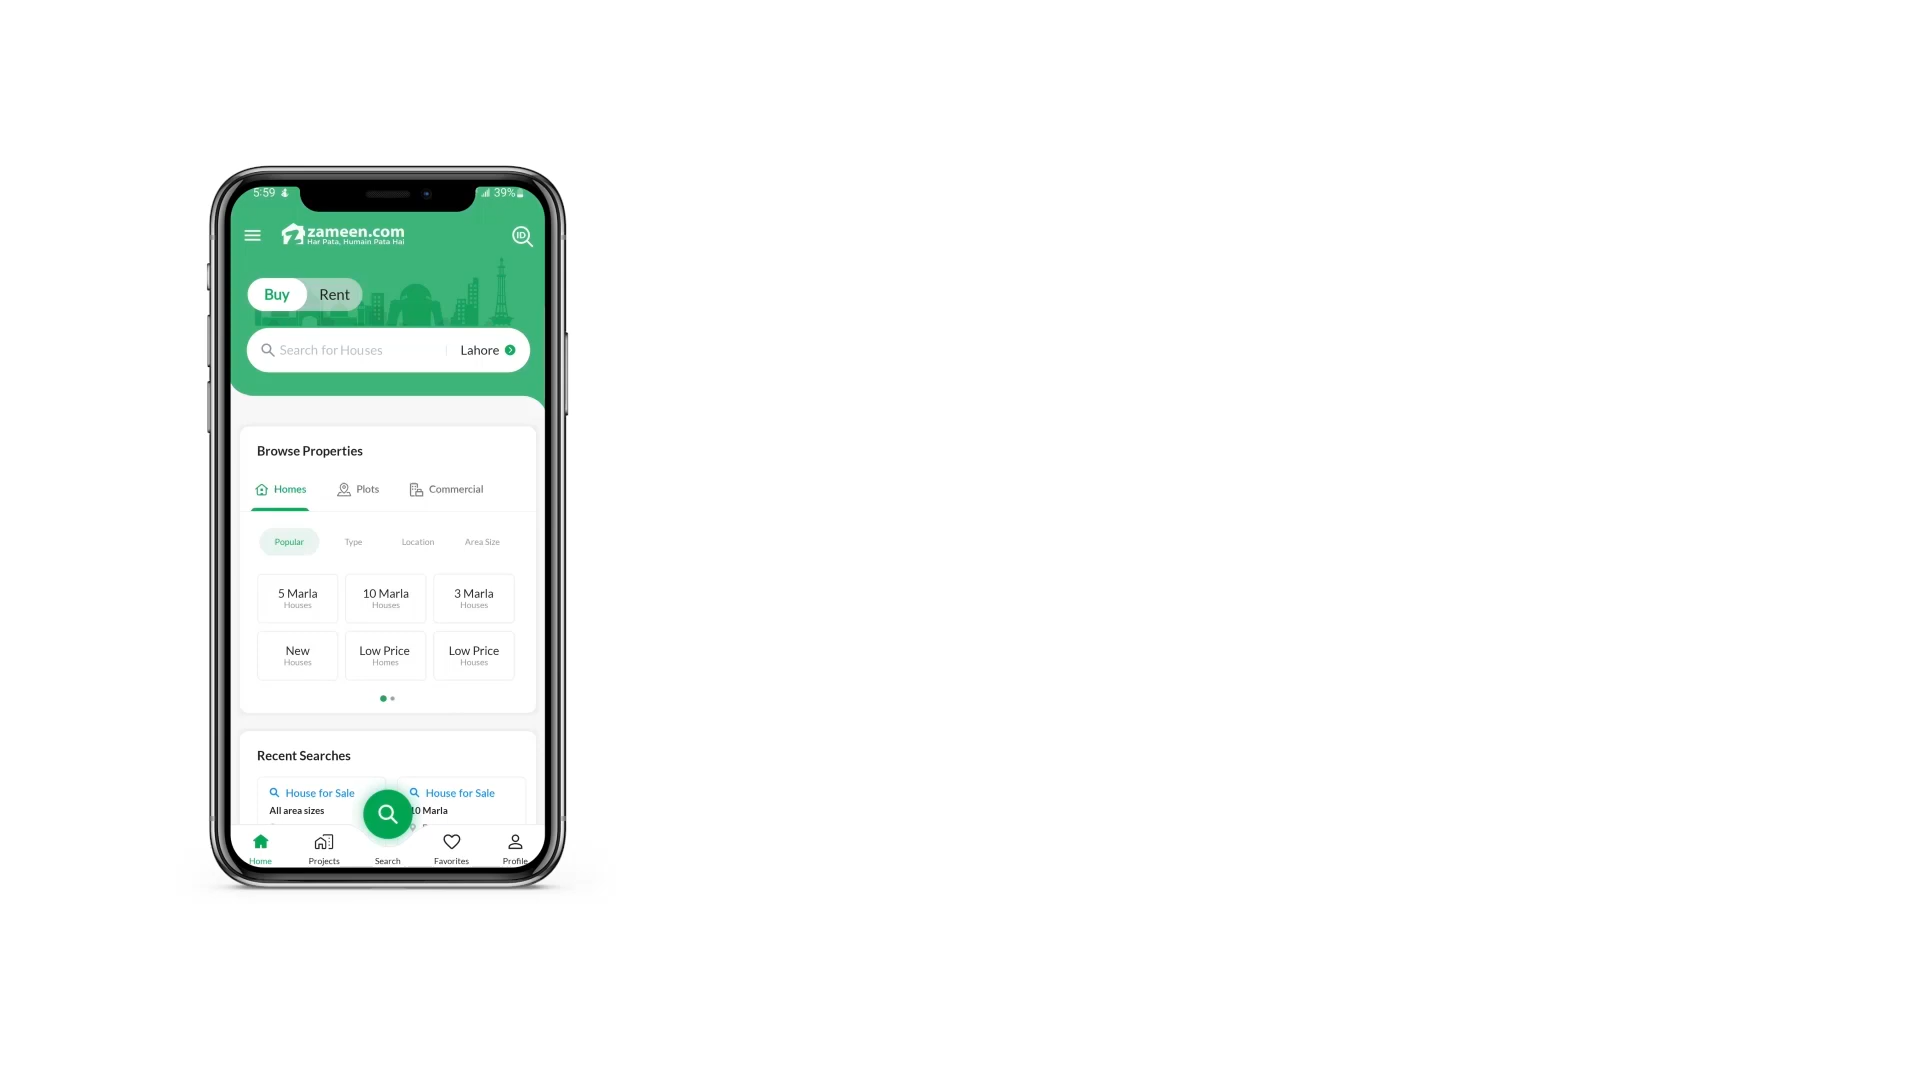 5:59
39%
zameen.com
Har Pata, Humain Pata Hai
ID
Buy
Rent
Search for Houses
Lahore
Browse Properties
Homes
Plots
Commercial
Popular
Type
Location
Area Size
5 Marla
Houses
10 Marla
Houses
3 Marla
Houses
New
Houses
Low Price
Homes
Low Price
Houses
Recent Searches
House for Sale
All area sizes
House for Sale
10 Marla
Home
Projects
Search
Favorites
Profile